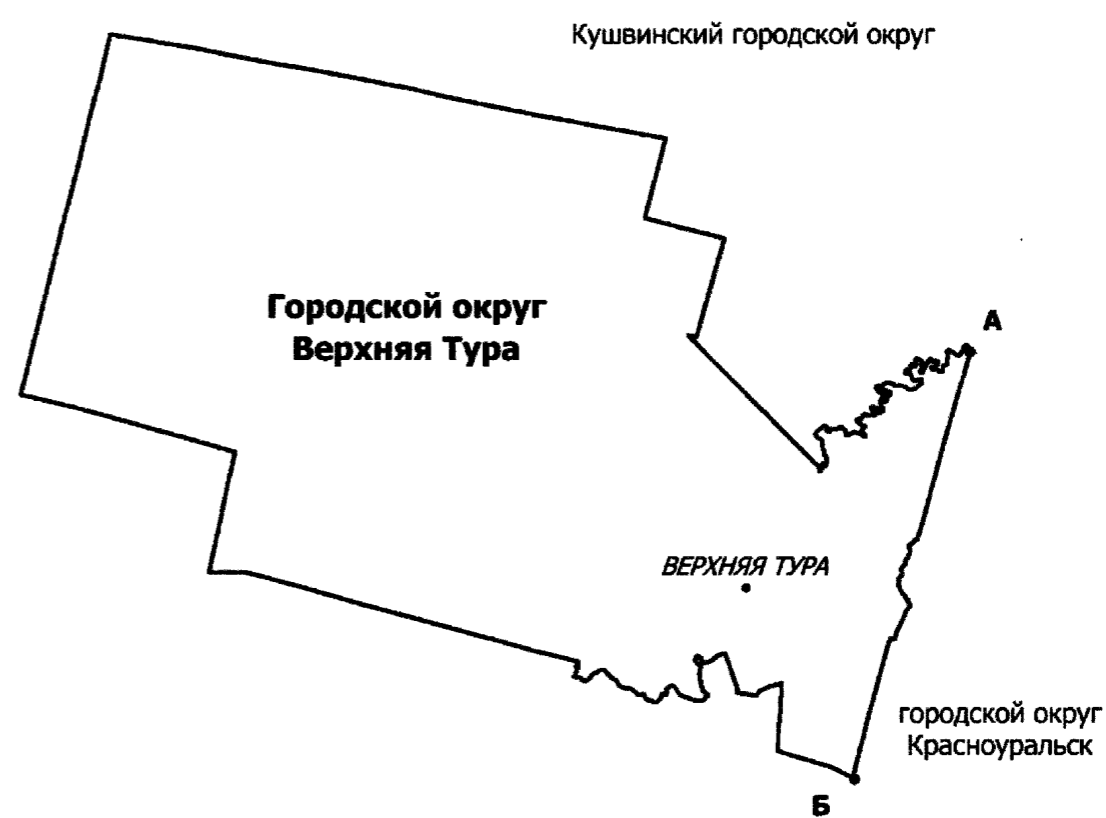 Кушвинский городской округ
Городской округ
Верхняя Тура
А
ВЕРХНЯЯ ТУРА
городской округ
Красноуральск
Б